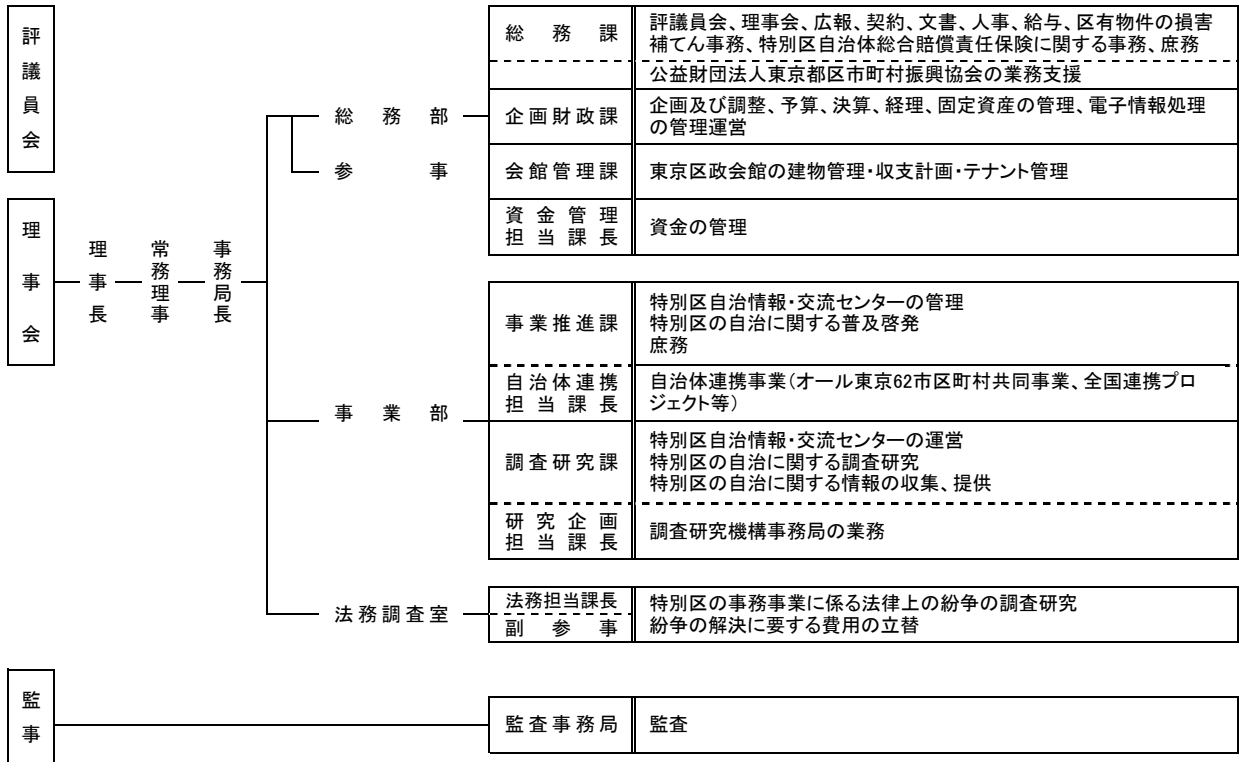 評議員会
総務課
評議員会、理事会、広報、契約、文書、人事、給与、区有物件の損害
補てん事務、特別区自治体総合賠償責任保険に関する事務、庶務
公益財団法人東京都区市町村振興協会の業務支援
総務部
企画財政課
企画及び調整、予算、決算、経理、固定資産の管理、電子情報処理
の管理運営
参事
会館管理課
東京区政会館の建物管理・収支計画・テナント管理
資金管理
担当課長
資金の管理
理事会
理事長
常務理事
事務局長
事業推進課
特別区自治情報・交流センターの管理
特別区の自治に関する普及啓発
庶務
事業部
自治体連携
担当課長
自治体連携事業（オール東京62市区町村共同事業、全国連携プロ
ジェクト等）
調査研究課
特別区自治情報・交流センターの運営
特別区の自治に関する調査研究
特別区の自治に関する情報の収集、提供
研究企画
担当課長
調査研究機構事務局の業務
法務調査室
法務担当課長
副参事
特別区の事務事業に係る法律上の紛争の調査研究
紛争の解決に要する費用の立替
監事
監査事務局
監査